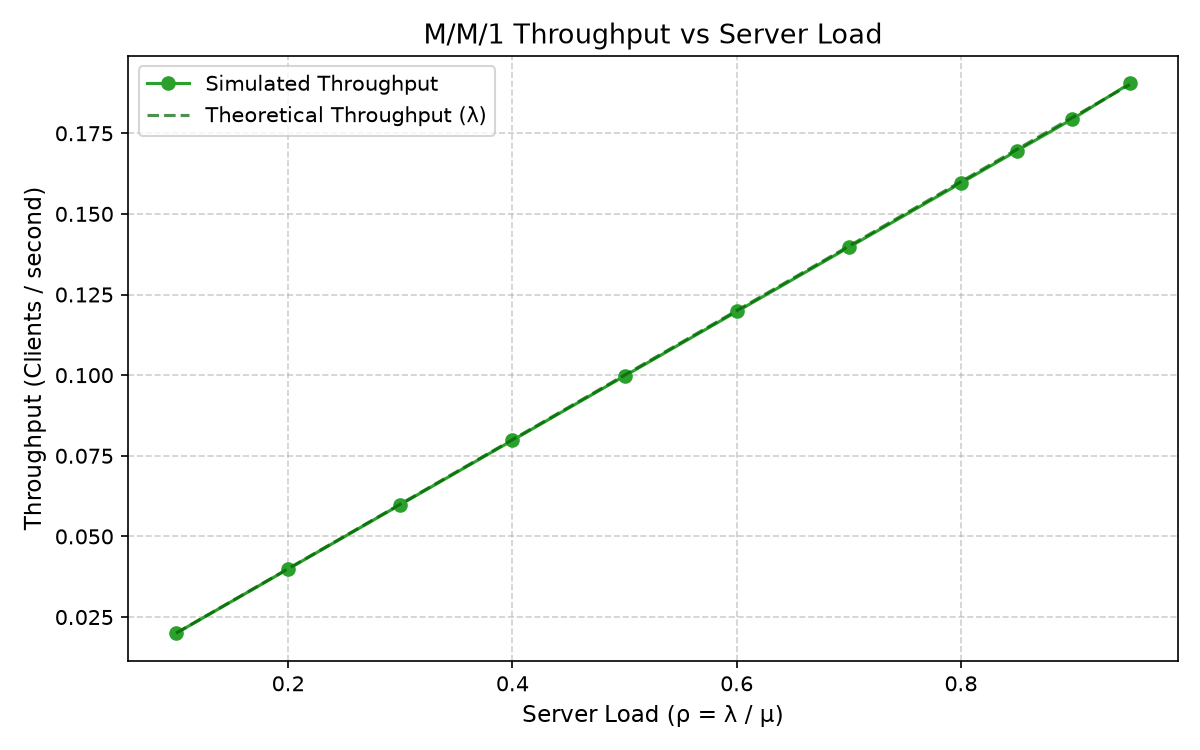 M/M/1 Throughput vs Server Load
Simulated Throughput
Theoretical Throughput (λ)
Throughput (Clients / second)
0.175
0.150
0.125
0.100
0.075
0.050
0.025
0.2 0.4 0.6 0.8
Server Load (ρ = λ / μ)